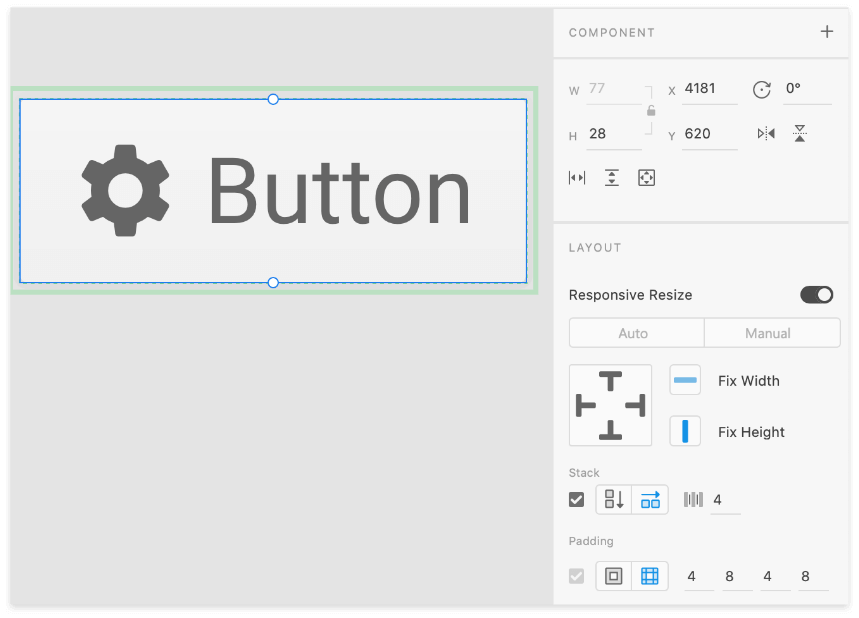 COMPONENT
W 77 X 4181 0°
H 28 Y 620
Button
LAYOUT
Responsive Resize
Auto Manual
Fix Width
Fix Height
Stack
4
Padding
4 8 4 8